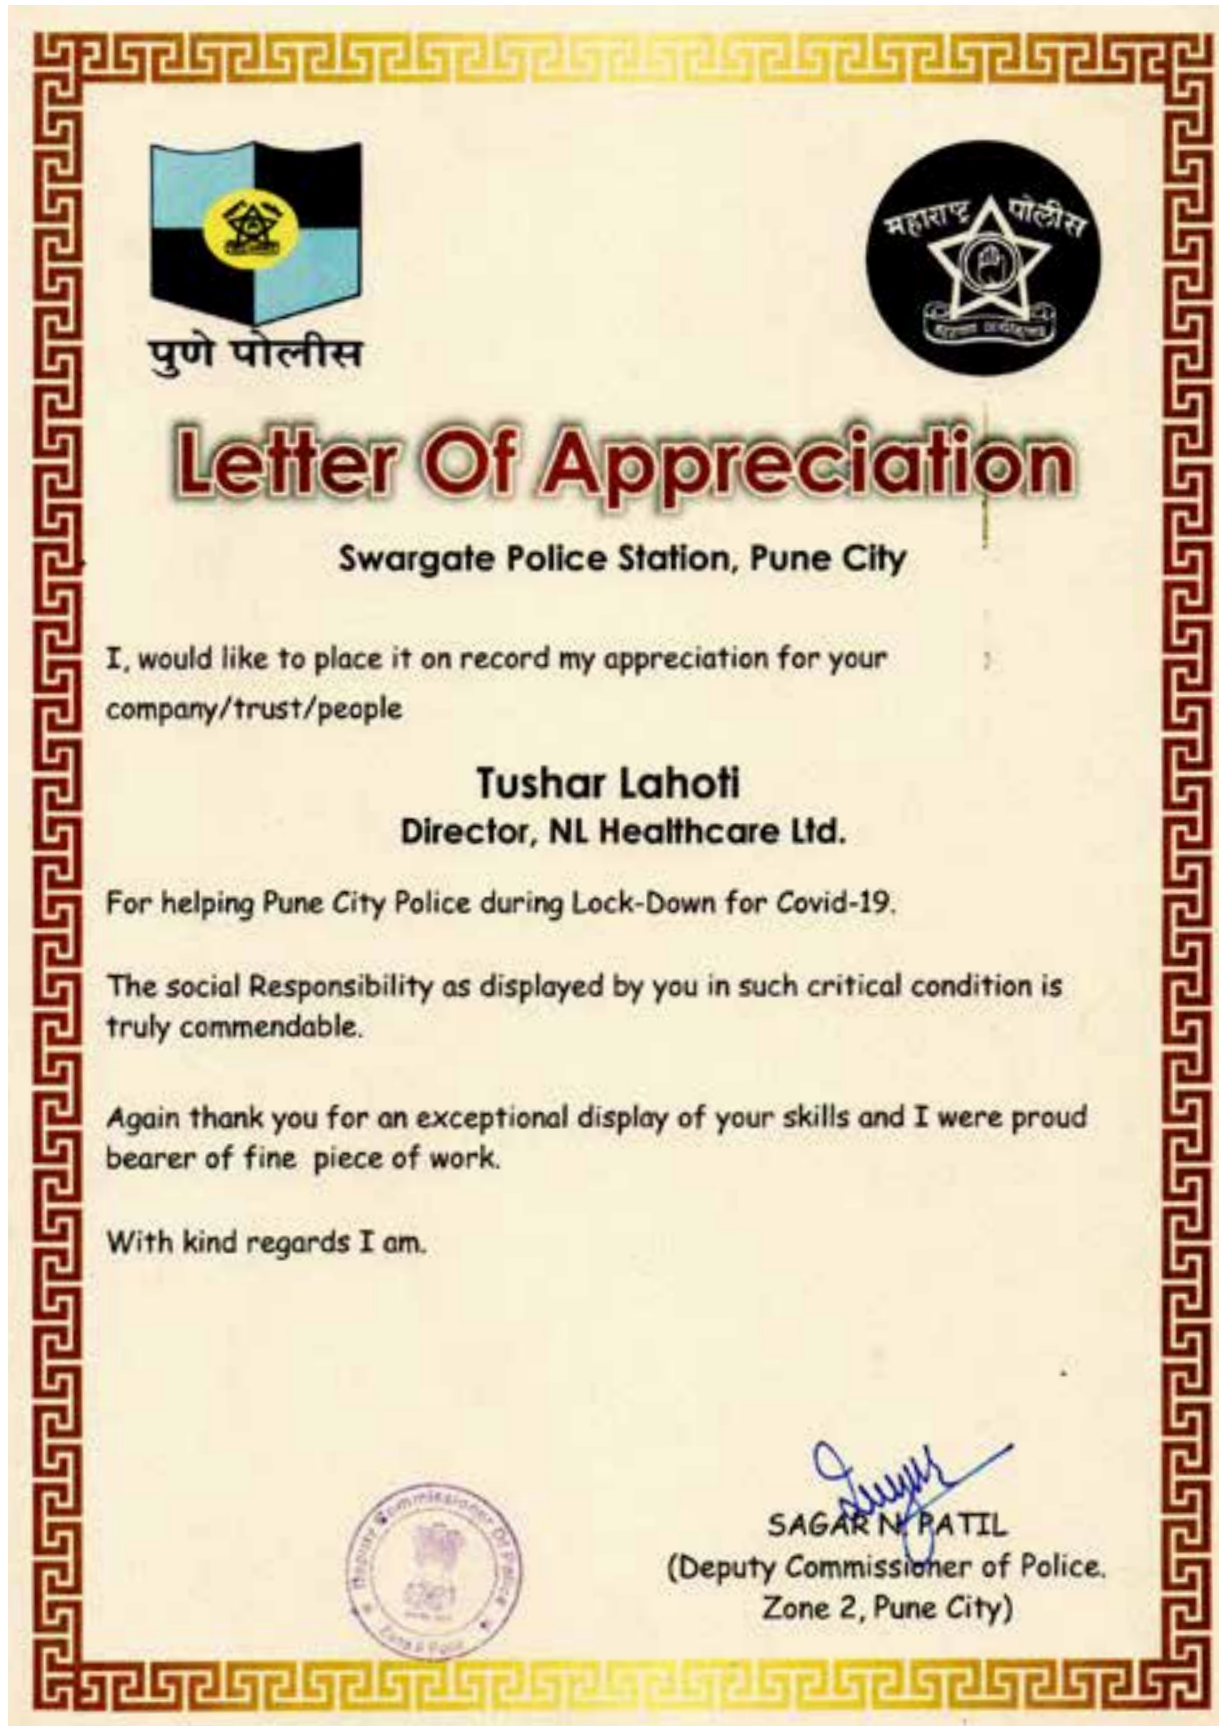 पुणे पोलीस
महाराष्ट्र पोलीस
Letter Of Appreciation
Swargate Police Station, Pune City
I, would like to place it on record my appreciation for your
company/trust/people
Tushar Lahoti
Director, NL Healthcare Ltd.
For helping Pune City Police during Lock-Down for Covid-19.
The social Responsibility as displayed by you in such critical condition is
truly commendable.
Again thank you for an exceptional display of your skills and I were proud
bearer of fine piece of work.
With kind regards I am.
Deputy Commissioner Of Police
SAGAR N. PATIL
(Deputy Commissioner of Police.
Zone 2, Pune City)